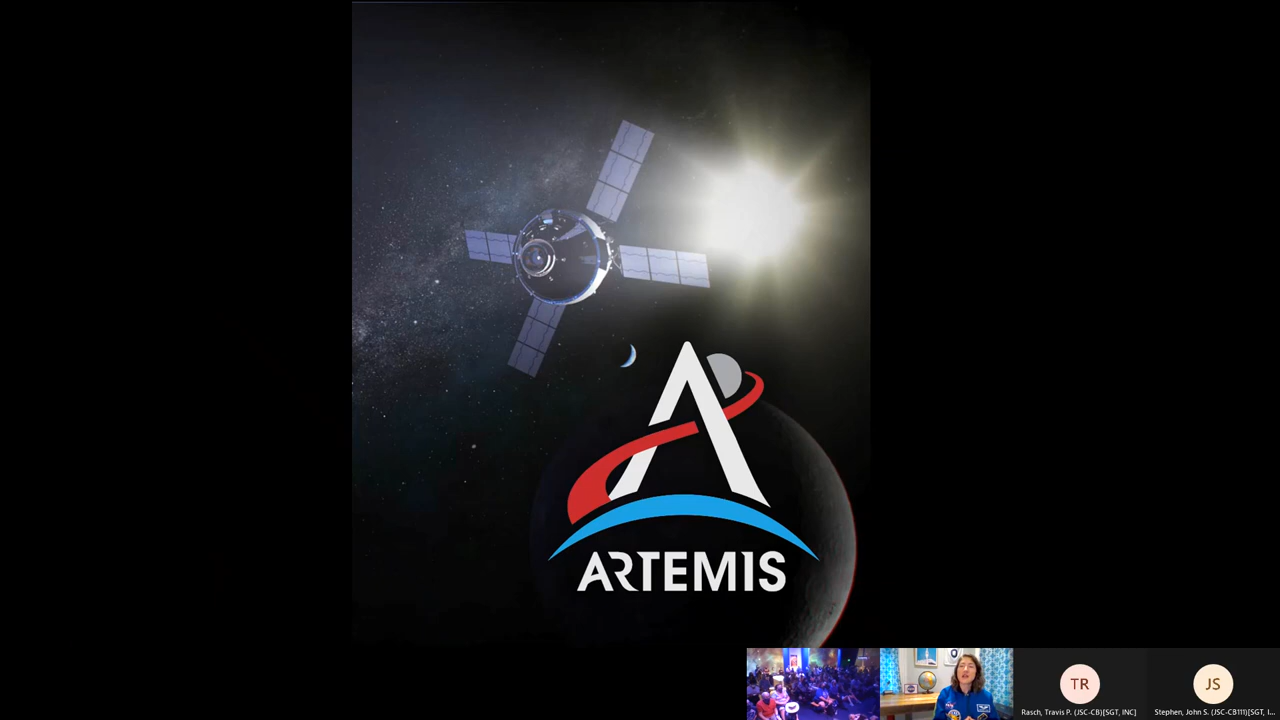 ARTEMIS
TR
JS
Rasch, Travis P. (JSC-CB)[SGT, INC]
Stephen, John S. (JSC-CB111)[SGT, I...